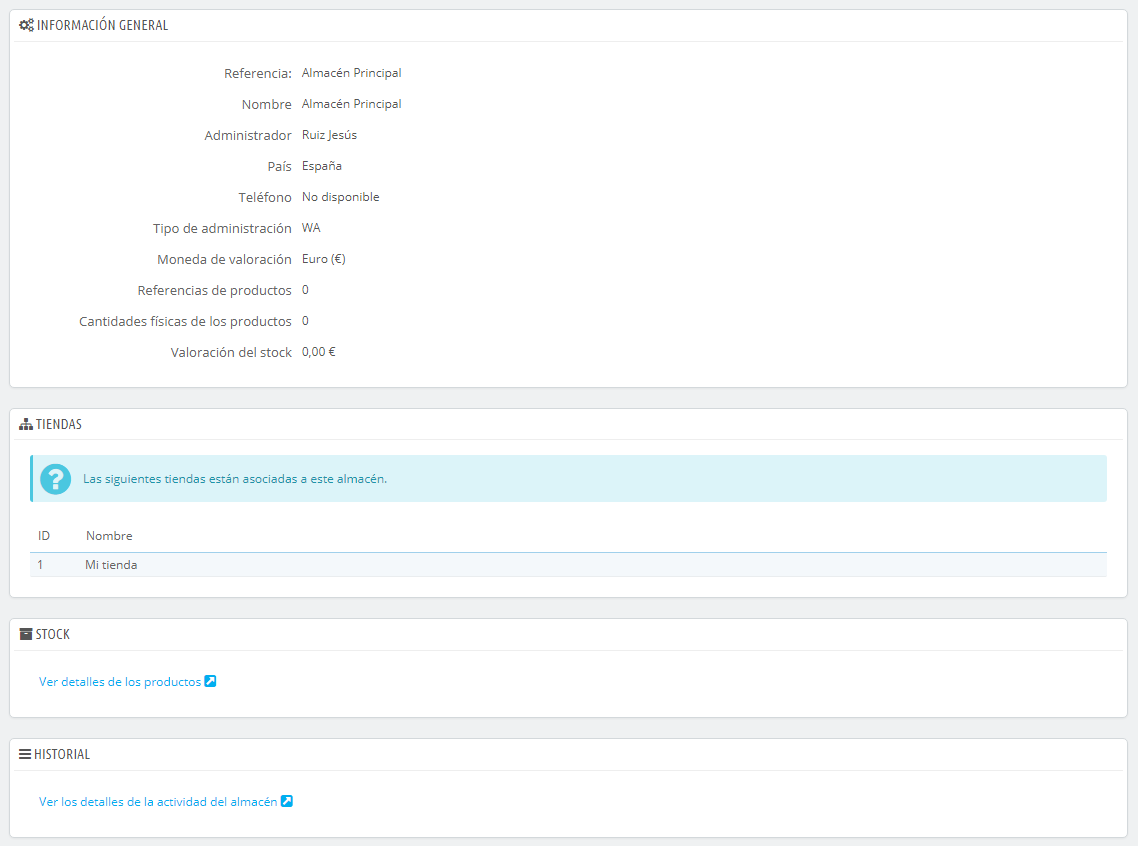 INFORMACIÓN GENERAL
Referencia: Almacén Principal
Nombre Almacén Principal
Administrador Ruiz Jesús
País España
Teléfono No disponible
Tipo de administración WA
Moneda de valoración Euro (€)
Referencias de productos 0
Cantidades físicas de los productos 0
Valoración del stock 0,00 €
TIENDAS
Las siguientes tiendas están asociadas a este almacén.
ID Nombre
1 Mi tienda
STOCK
Ver detalles de los productos
HISTORIAL
Ver los detalles de la actividad del almacén